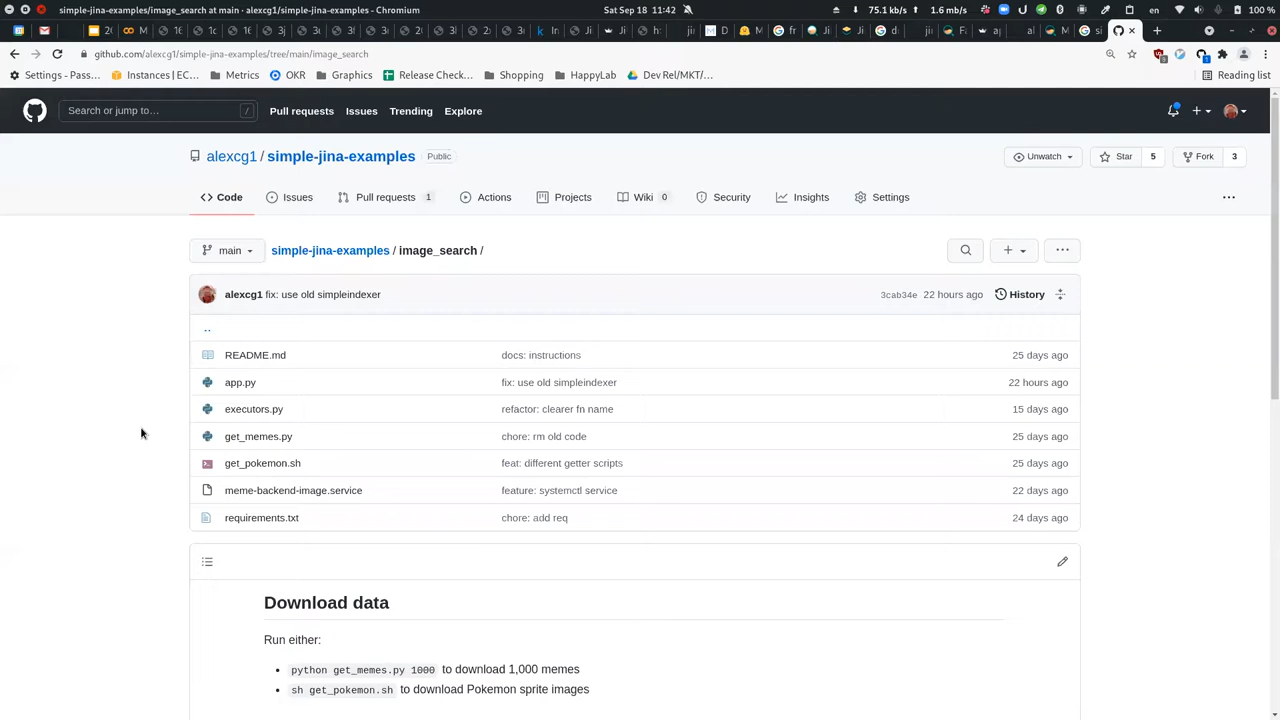 simple-jina-examples/image_search at main · alexcg1/simple-jina-examples - Chromium
Sat Sep 18 11:42
75.1 kb/s
1.6 mb/s
en
100 %
github.com/alexcg1/simple-jina-examples/tree/main/image_search
Settings - Pass…
Instances | EC…
Metrics
OKR
Graphics
Release Check…
Shopping
HappyLab
Dev Rel/MKT/…
Reading list
Search or jump to…
/
Pull requests
Issues
Trending
Explore
alexcg1 / simple-jina-examples
Public
Unwatch
Star
5
Fork
3
Code
Issues
Pull requests
1
Actions
Projects
Wiki
0
Security
Insights
Settings
main
simple-jina-examples / image_search /
alexcg1 fix: use old simpleindexer
3cab34e 22 hours ago
History
..
README.md docs: instructions 25 days ago
app.py fix: use old simpleindexer 22 hours ago
executors.py refactor: clearer fn name 15 days ago
get_memes.py chore: rm old code 25 days ago
get_pokemon.sh feat: different getter scripts 25 days ago
meme-backend-image.service feature: systemctl service 22 days ago
requirements.txt chore: add req 24 days ago
Download data
Run either:
• python get_memes.py 1000 to download 1,000 memes
• sh get_pokemon.sh to download Pokemon sprite images